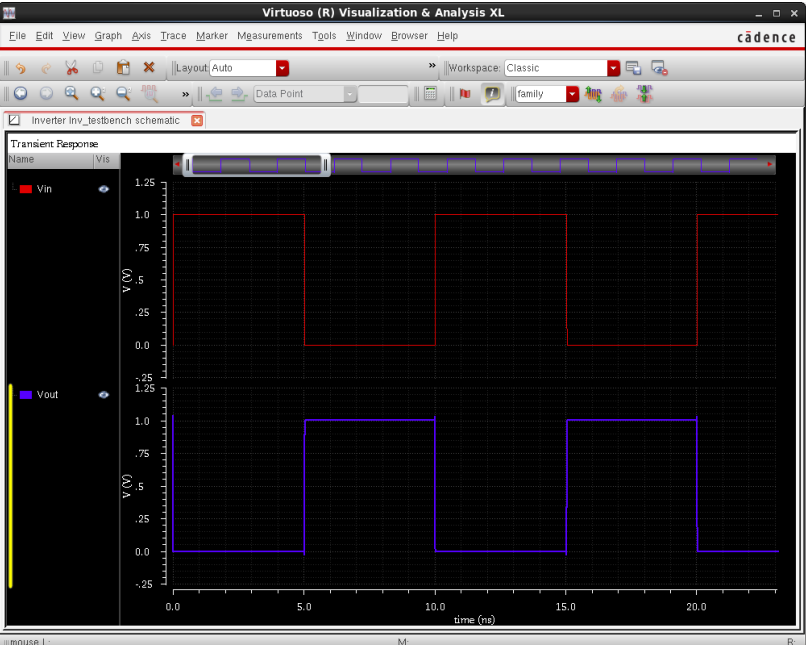 Virtuoso (R) Visualization & Analysis XL
File Edit View Graph Axis Trace Marker Measurements Tools Window Browser Help
cādence
Layout: Auto
» Workspace: Classic
» Data Point
family
Inverter Inv_testbench schematic
Transient Response
Name Vis
Vin
1.25
1.0
.75
V (V)
.5
.25
0.0
-.25
Vout
1.25
1.0
.75
V (V)
.5
.25
0.0
-.25
0.0 5.0 10.0 15.0 20.0
time (ns)
mouse L: M: R: